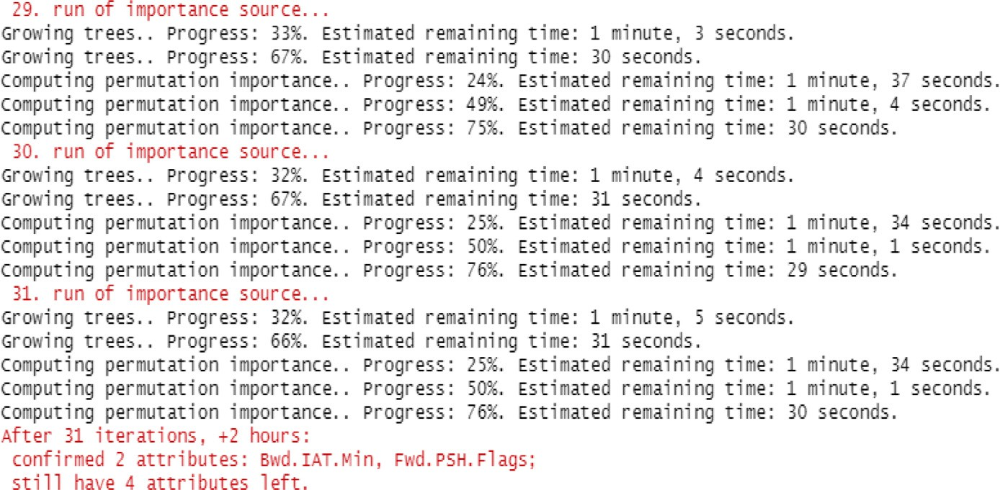 29. run of importance source...
Growing trees.. Progress: 33%. Estimated remaining time: 1 minute, 3 seconds.
Growing trees.. Progress: 67%. Estimated remaining time: 30 seconds.
Computing permutation importance.. Progress: 24%. Estimated remaining time: 1 minute, 37 seconds.
Computing permutation importance.. Progress: 49%. Estimated remaining time: 1 minute, 4 seconds.
Computing permutation importance.. Progress: 75%. Estimated remaining time: 30 seconds.
30. run of importance source...
Growing trees.. Progress: 32%. Estimated remaining time: 1 minute, 4 seconds.
Growing trees.. Progress: 67%. Estimated remaining time: 31 seconds.
Computing permutation importance.. Progress: 25%. Estimated remaining time: 1 minute, 34 seconds.
Computing permutation importance.. Progress: 50%. Estimated remaining time: 1 minute, 1 seconds.
Computing permutation importance.. Progress: 76%. Estimated remaining time: 29 seconds.
31. run of importance source...
Growing trees.. Progress: 32%. Estimated remaining time: 1 minute, 5 seconds.
Growing trees.. Progress: 66%. Estimated remaining time: 31 seconds.
Computing permutation importance.. Progress: 25%. Estimated remaining time: 1 minute, 34 seconds.
Computing permutation importance.. Progress: 50%. Estimated remaining time: 1 minute, 1 seconds.
Computing permutation importance.. Progress: 76%. Estimated remaining time: 30 seconds.
After 31 iterations, +2 hours:
confirmed 2 attributes: Bwd.IAT.Min, Fwd.PSH.Flags;
still have 4 attributes left.